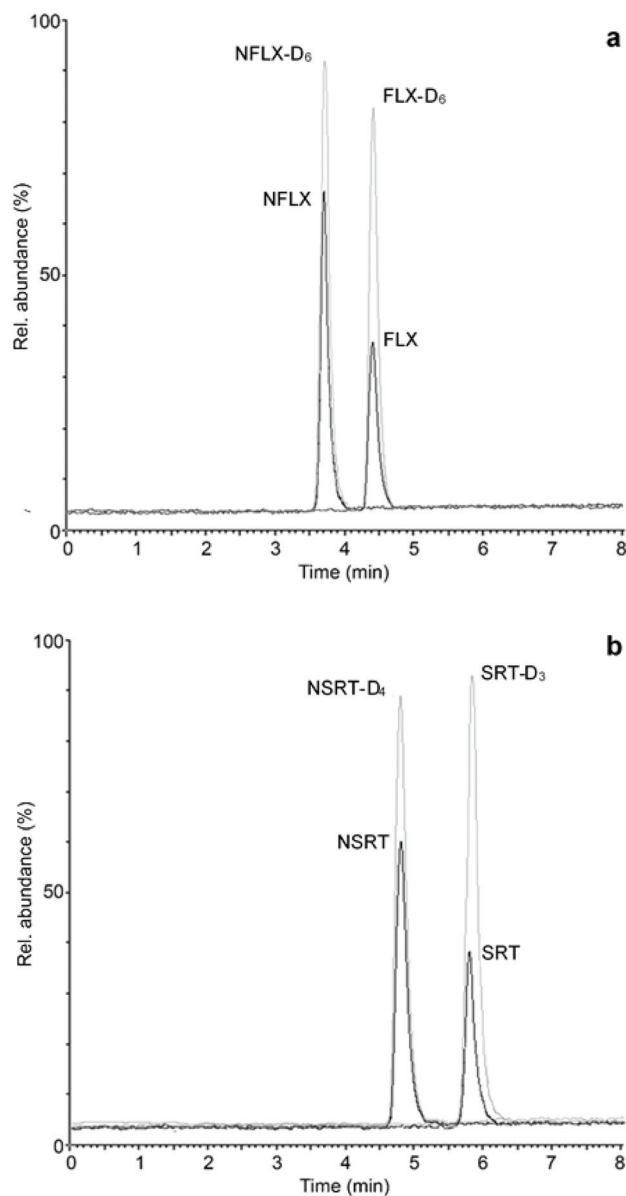 a
100
NFLX-D₆
FLX-D₆
NFLX
50
FLX
Rel. abundance (%)
0
0 1 2 3 4 5 6 7 8
Time (min)
b
100
NSRT-D₄
SRT-D₃
NSRT
50
SRT
Rel. abundance (%)
0
0 1 2 3 4 5 6 7 8
Time (min)